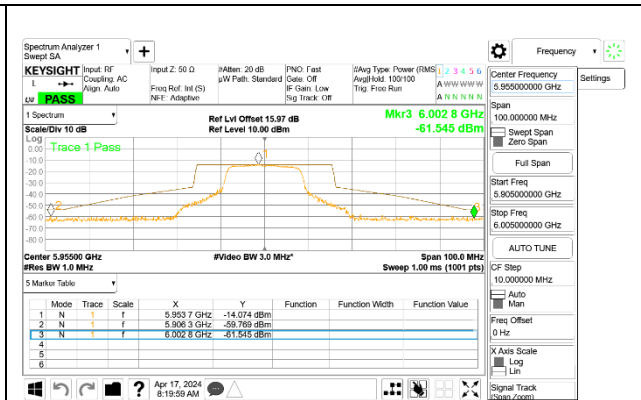 Spectrum Analyzer 1
Swept SA
Frequency
KEYSIGHT Input: RF Input Z: 50 Ω #Atten: 20 dB PNO: Fast #Avg Type: Power (RMS 1 2 3 4 5 6
L Coupling: AC µW Path: Standard Gate: Off Avg|Hold: 100/100 A W W W W W
Align: Auto Freq Ref: Int (S) IF Gain: Low Trig: Free Run
PASS NFE: Adaptive Sig Track: Off A N N N N N
1 Spectrum
Scale/Div 10 dB
Ref Lvl Offset 15.97 dB
Ref Level 10.00 dBm
Mkr3 6.002 8 GHz
-61.545 dBm
Log
Trace 1 Pass
0.00
-10.0
-20.0
-30.0
-40.0
-50.0
-60.0
-70.0
-80.0
1
2
3
Center 5.95500 GHz #Video BW 3.0 MHz* Span 100.0 MHz
#Res BW 1.0 MHz Sweep 1.00 ms (1001 pts)
5 Marker Table
Mode Trace Scale X Y Function Function Width Function Value
1 N 1 f 5.953 7 GHz -14.074 dBm
2 N 1 f 5.906 3 GHz -59.769 dBm
3 N 1 f 6.002 8 GHz -61.545 dBm
4
5
6
Apr 17, 2024
8:19:59 AM
Center Frequency
5.955000000 GHz
Settings
Span
100.000000 MHz
Swept Span
Zero Span
Full Span
Start Freq
5.905000000 GHz
Stop Freq
6.005000000 GHz
AUTO TUNE
CF Step
10.000000 MHz
Auto
Man
Freq Offset
0 Hz
X Axis Scale
Log
Lin
Signal Track
(Span Zoom)